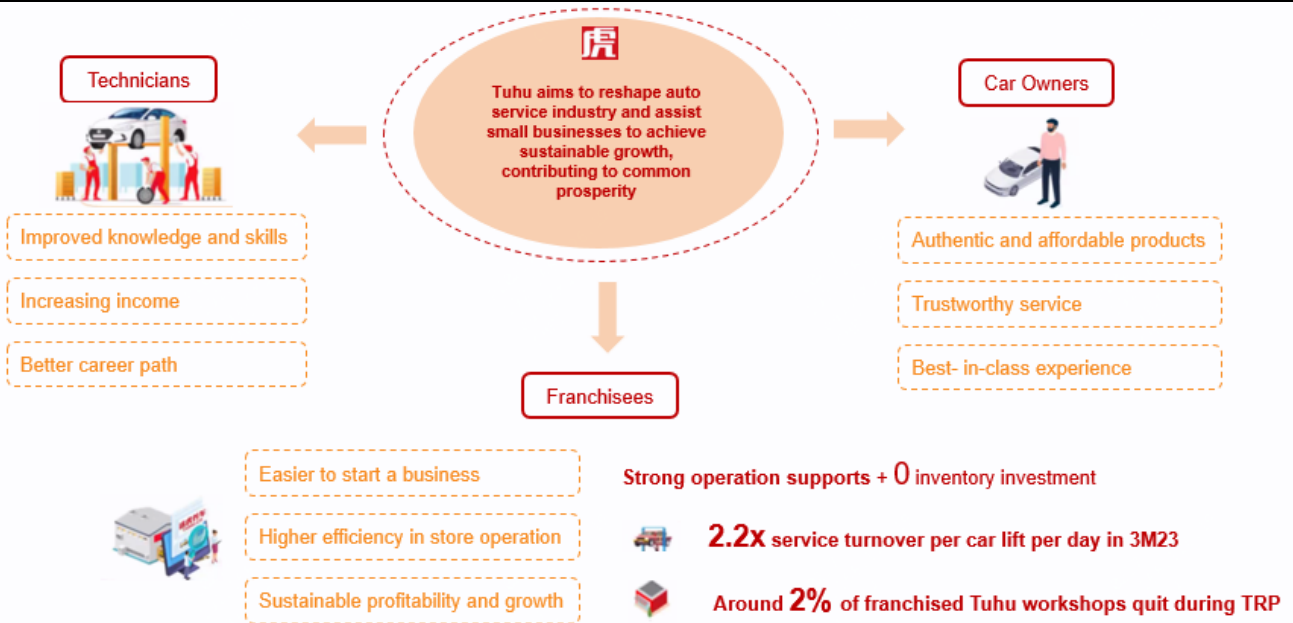 虎
Tuhu aims to reshape auto
service industry and assist
small businesses to achieve
sustainable growth,
contributing to common
prosperity
Technicians
Improved knowledge and skills
Increasing income
Better career path
Car Owners
Authentic and affordable products
Trustworthy service
Best- in-class experience
Franchisees
Easier to start a business
Strong operation supports + 0 inventory investment
Higher efficiency in store operation
2.2x service turnover per car lift per day in 3M23
Sustainable profitability and growth
Around 2% of franchised Tuhu workshops quit during TRP